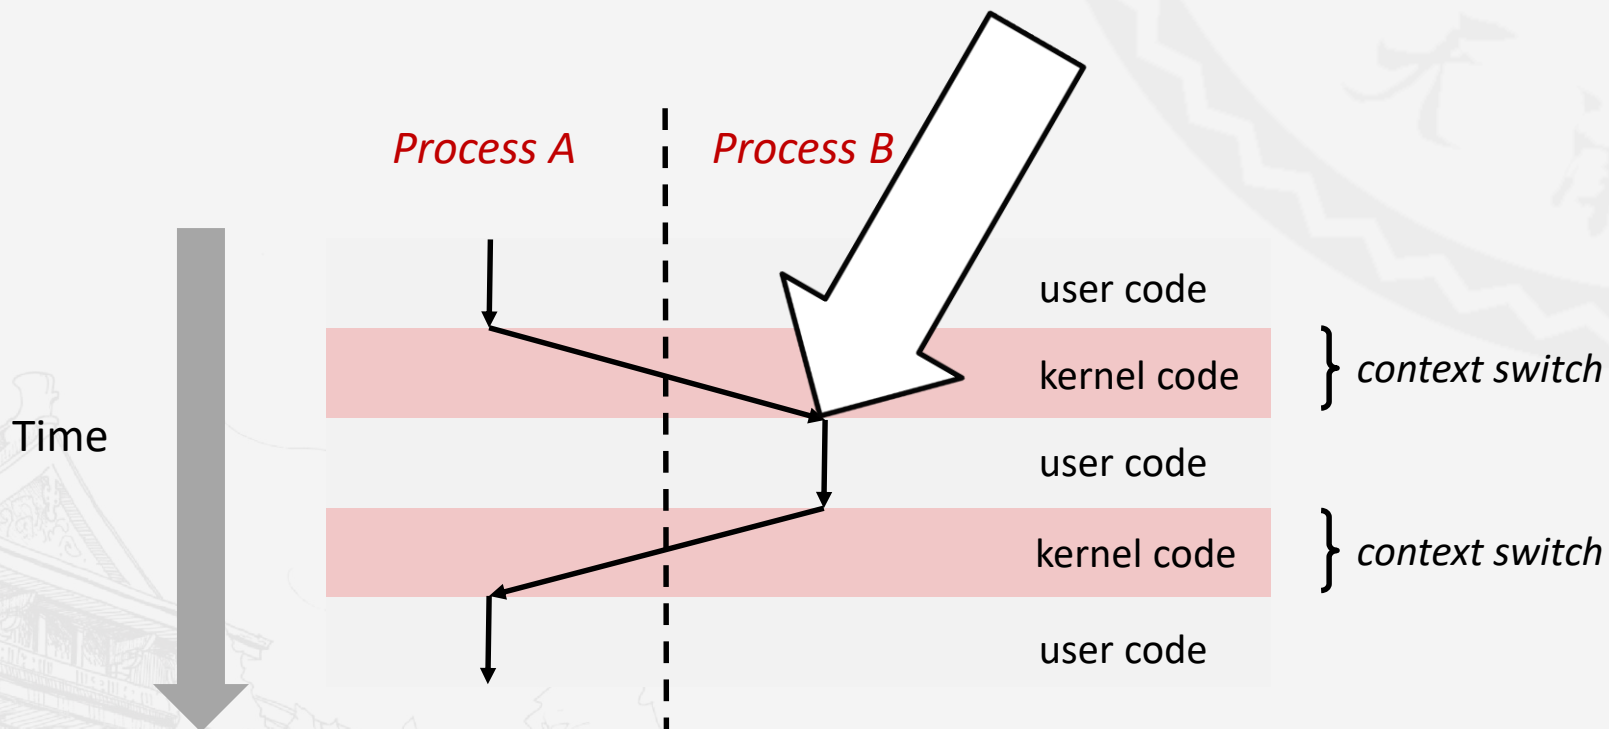 Process A
Process B
user code
kernel code
context switch
Time
user code
kernel code
context switch
user code